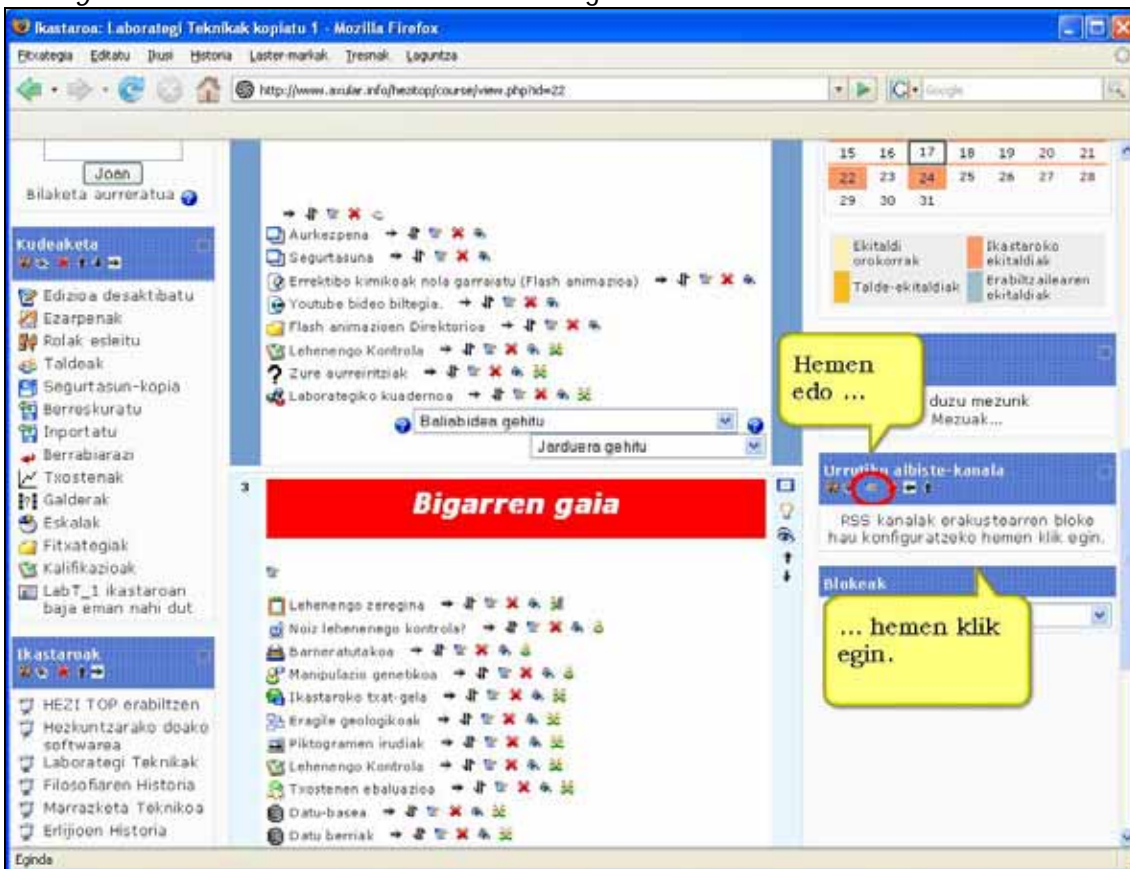 Ikastaroa: Laborategi Teknikak kopiatu 1 - Mozilla Firefox
Fitxategia Editatu Ikusi Historia Laster-markak Tresnak Laguntza
http://www.axular.info/hezitop/course/view.php?id=22
Google
Joan
Bilaketa aurreratua
Kudeaketa
Edizioa desaktibatu
Ezarpenak
Rolak esleitu
Taldeak
Segurtasun-kopia
Berreskuratu
Inportatu
Berrabiarazi
Txostenak
Galderak
Eskalak
Fitxategiak
Kalifikazioak
LabT_1 ikastaroan
baja eman nahi dut
Ikastaroak
HEZI TOP erabiltzen
Hezkuntzarako doako
softwarea
Laborategi Teknikak
Filosofiaren Historia
Marrazketa Teknikoa
Erlijioen Historia
Aurkezpena
Segurtasuna
Errektibo kimikoak nola garraiatu (Flash animazioa)
Youtube bideo biltegia.
Flash animazioen Direktorioa
Lehenengo Kontrola
Zure aurreiritziak
Laborategiko kuadernoa
Baliabidea gehitu
Jarduera gehitu
3
Bigarren gaia
Lehenengo zeregina
Noiz lehenenego kontrola?
Barneratutakoa
Manipulazio genetikoa
Ikastaroko txat-gela
Eragile geologikoak
Piktogramen irudiak
Lehenengo Kontrola
Txostenen ebaluazioa
Datu-basea
Datu berriak
15 16 17 18 19 20 21
22 23 24 25 26 27 28
29 30 31
Ekitaldi
orokorrak
Ikastaroko
ekitaldiak
Talde-ekitaldiak
Erabiltzailearen
ekitaldiak
Hemen
edo ...
duzu mezurik
Mezuak...
Urrutiko albiste-kanala
RSS kanalak erakustearren bloke
hau konfiguratzeko hemen klik egin.
Blokeak
... hemen klik
egin.
Eginda